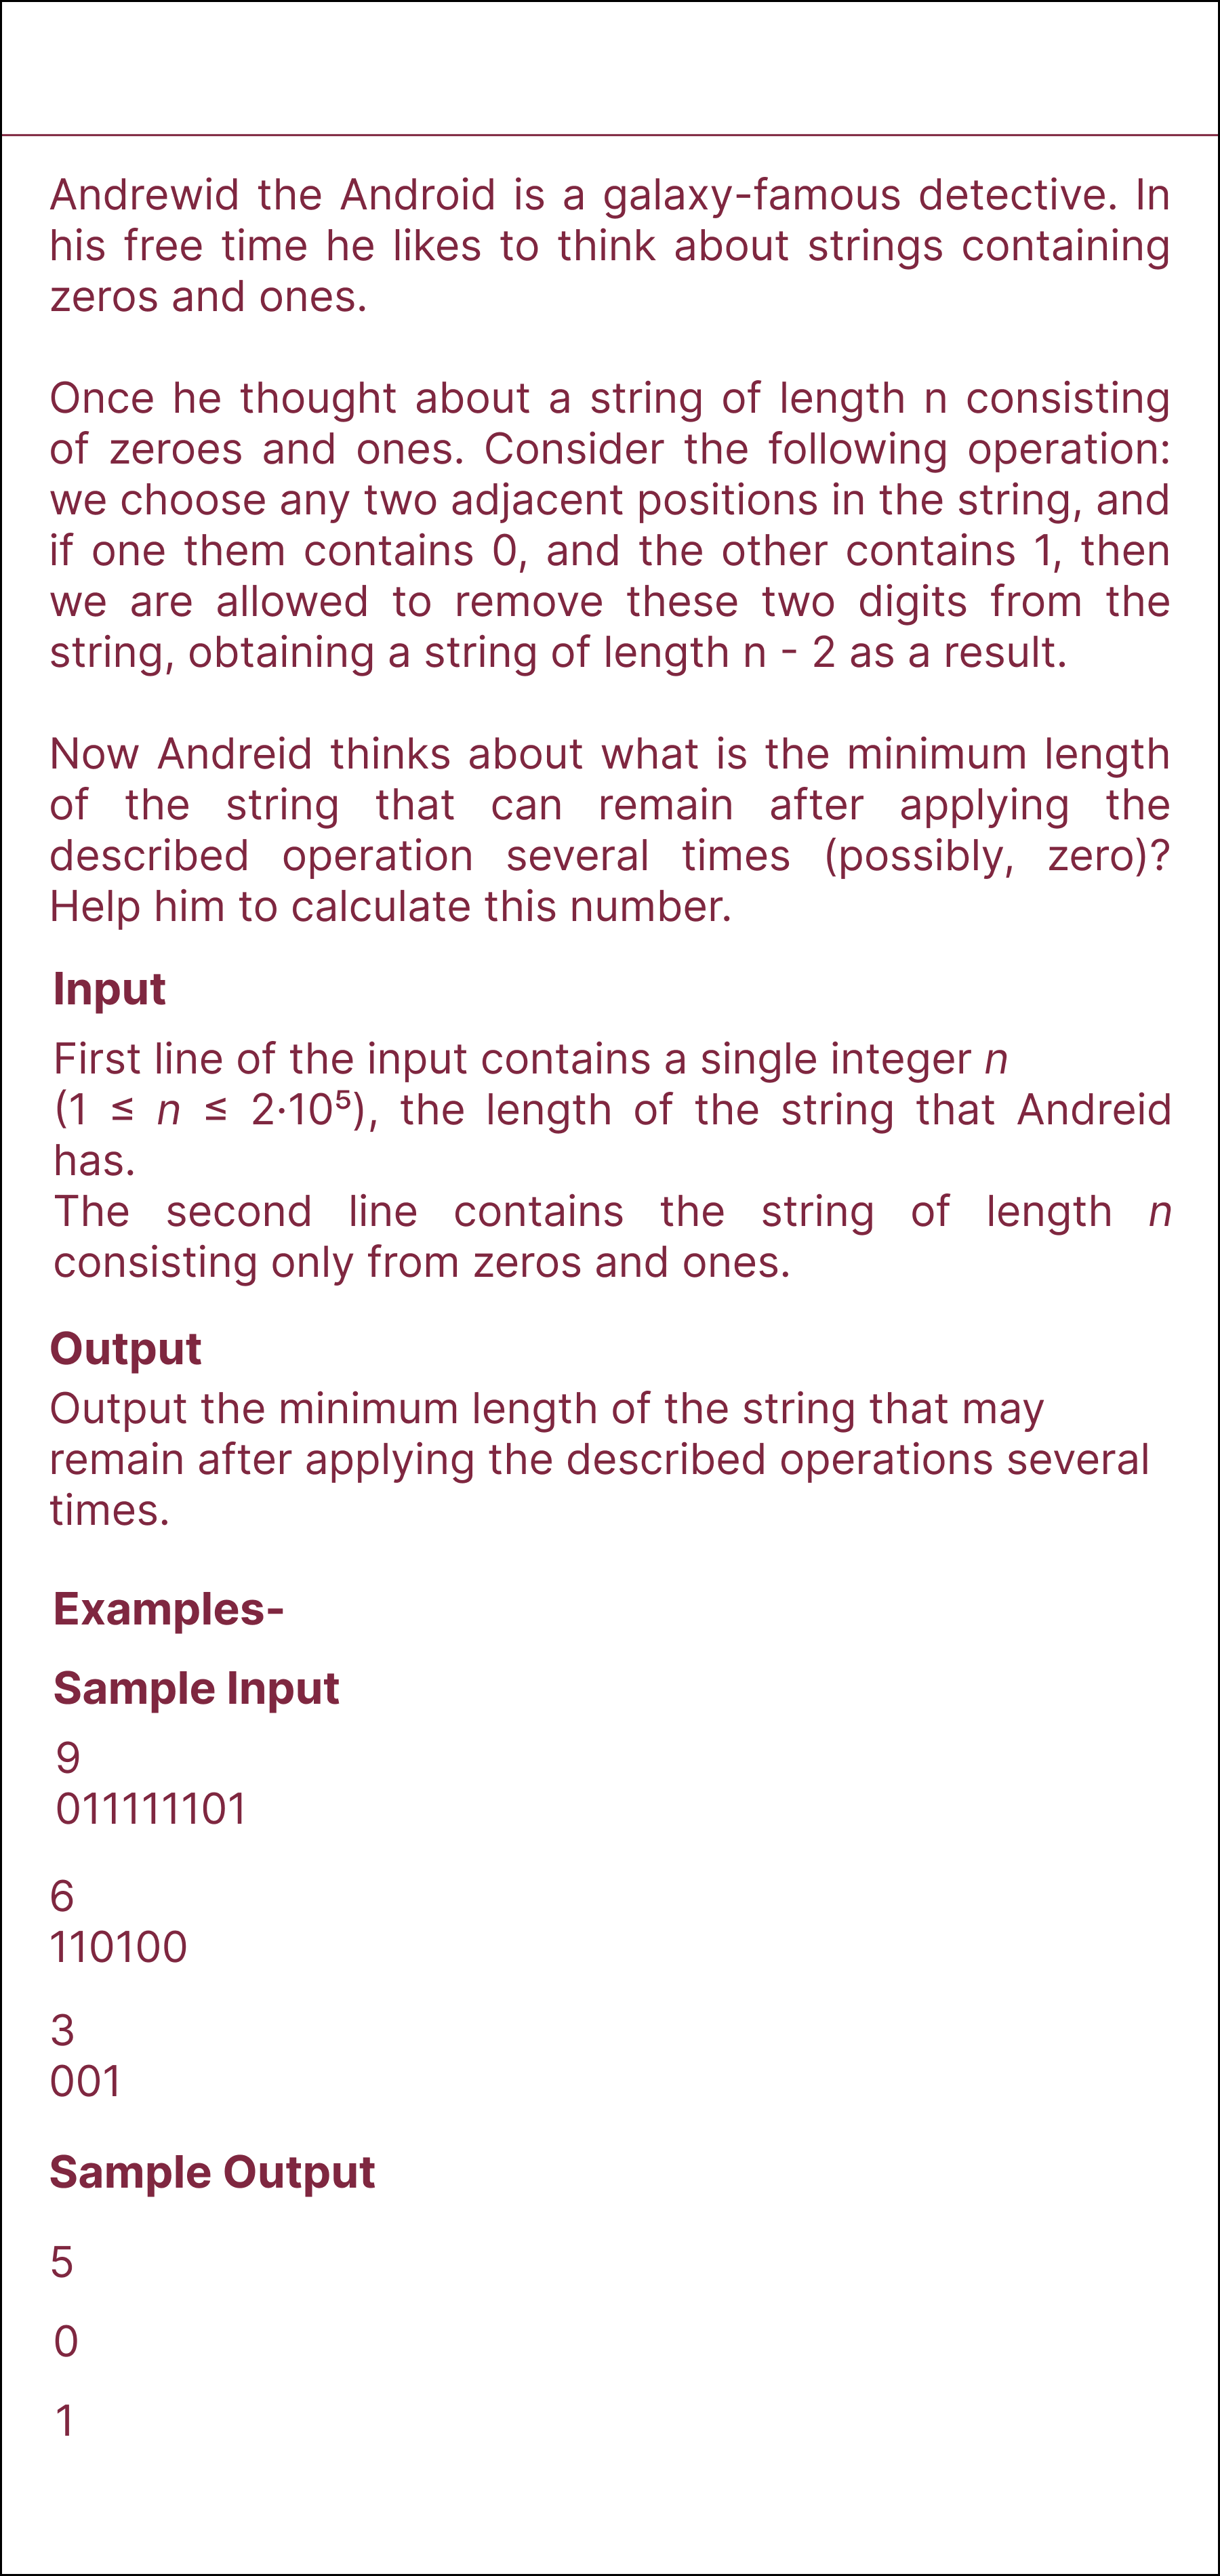 Andrewid the Android is a galaxy-famous detective. In
his free time he likes to think about strings containing
zeros and ones.
Once he thought about a string of length n consisting
of zeroes and ones. Consider the following operation:
we choose any two adjacent positions in the string, and
if one them contains 0, and the other contains 1, then
we are allowed to remove these two digits from the
string, obtaining a string of length n - 2 as a result.
Now Andreid thinks about what is the minimum length
of the string that can remain after applying the
described operation several times (possibly, zero)?
Help him to calculate this number.
Input
First line of the input contains a single integer n
(1 ≤ n ≤ 2·10⁵), the length of the string that Andreid
has.
The second line contains the string of length n
consisting only from zeros and ones.
Output
Output the minimum length of the string that may
remain after applying the described operations several
times.
Examples-
Sample Input
9
011111101
6
110100
3
001
Sample Output
5
0
1